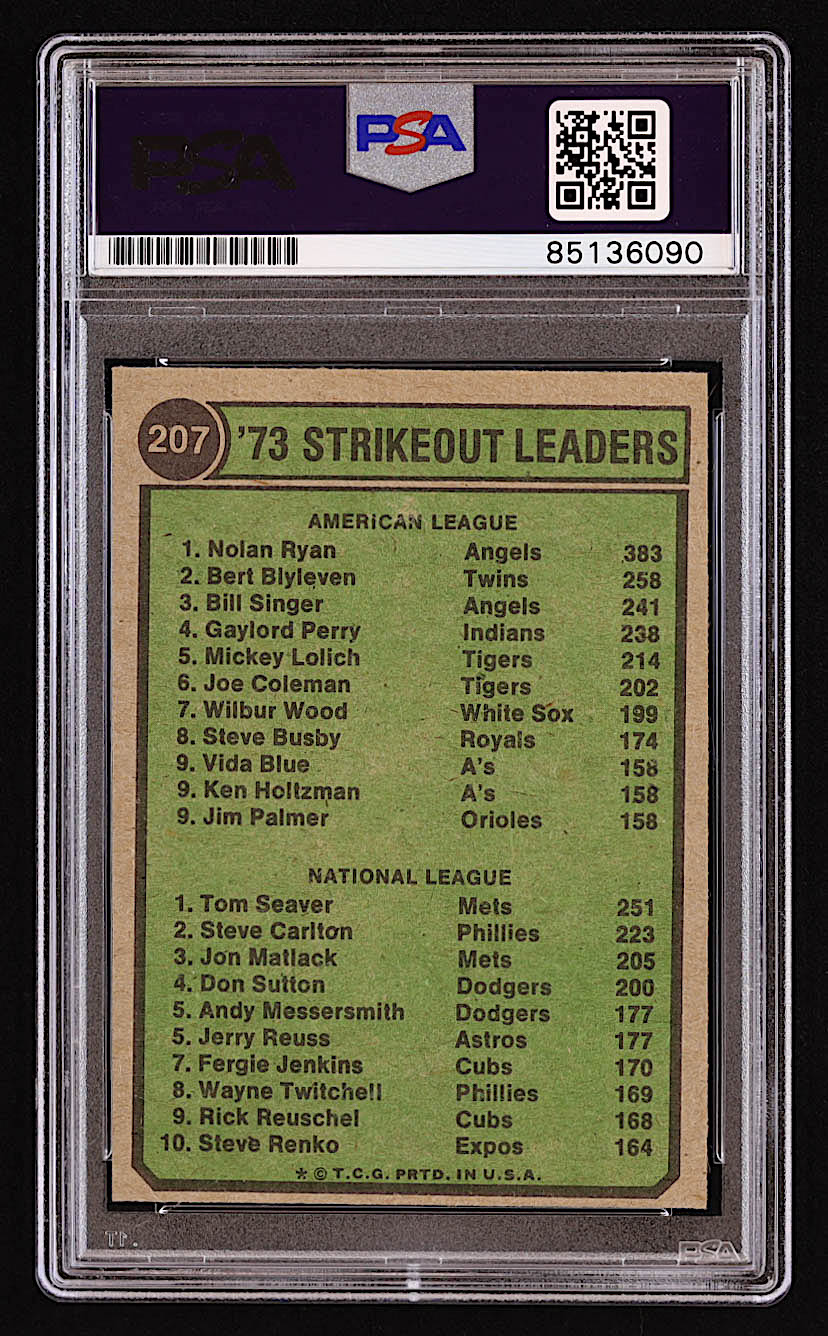 PSA
PSA
85136090
207 '73 STRIKEOUT LEADERS
AMERICAN LEAGUE
1. Nolan Ryan Angels 383
2. Bert Blyleven Twins 258
3. Bill Singer Angels 241
4. Gaylord Perry Indians 238
5. Mickey Lolich Tigers 214
6. Joe Coleman Tigers 202
7. Wilbur Wood White Sox 199
8. Steve Busby Royals 174
9. Vida Blue A's 158
9. Ken Holtzman A's 158
9. Jim Palmer Orioles 158
NATIONAL LEAGUE
1. Tom Seaver Mets 251
2. Steve Carlton Phillies 223
3. Jon Matlack Mets 205
4. Don Sutton Dodgers 200
5. Andy Messersmith Dodgers 177
5. Jerry Reuss Astros 177
7. Fergie Jenkins Cubs 170
8. Wayne Twitchell Phillies 169
9. Rick Reuschel Cubs 168
10. Steve Renko Expos 164
* © T.C.G. PRTD. IN U.S.A.
PSA